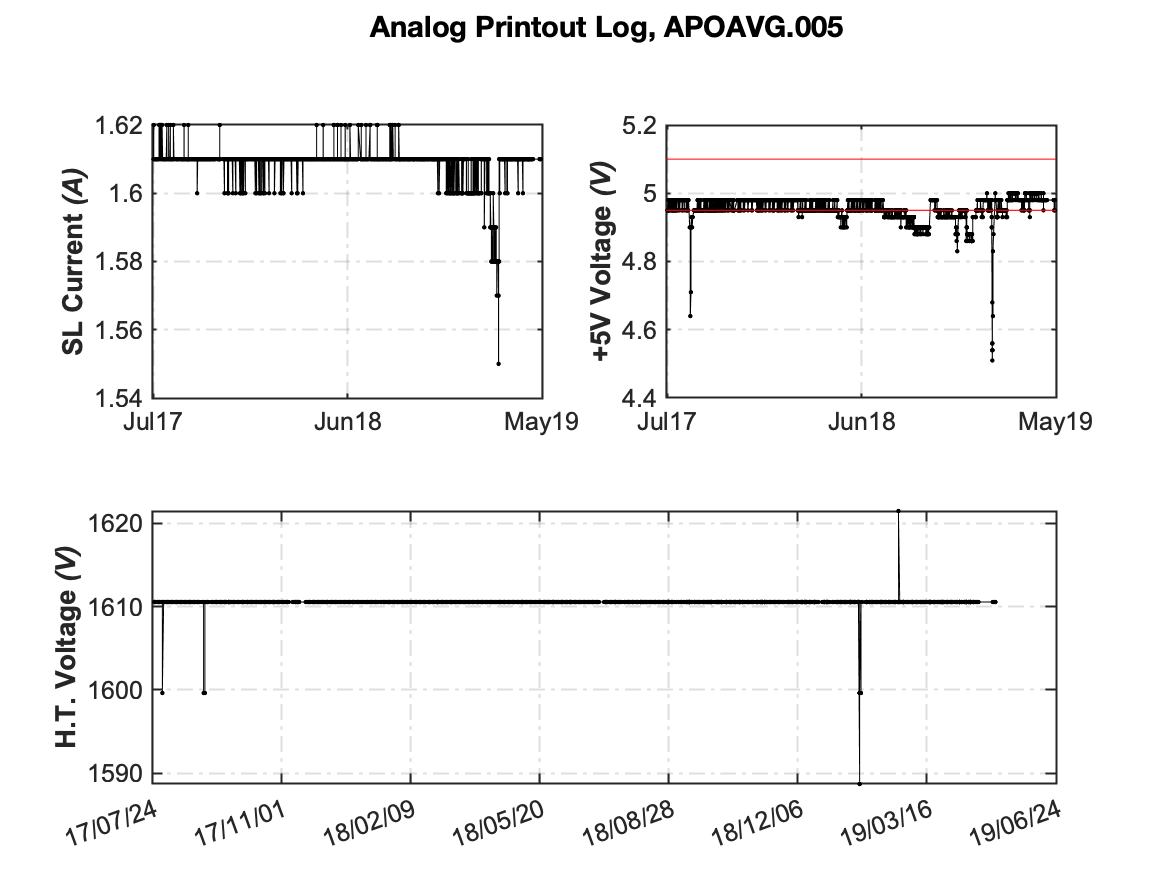 Analog Printout Log, APOAVG.005
SL Current (A)
1.62
1.6
1.58
1.56
1.54
Jul17 Jun18 May19
+5V Voltage (V)
5.2
5
4.8
4.6
4.4
Jul17 Jun18 May19
H.T. Voltage (V)
1620
1610
1600
1590
17/07/24 17/11/01 18/02/09 18/05/20 18/08/28 18/12/06 19/03/16 19/06/24